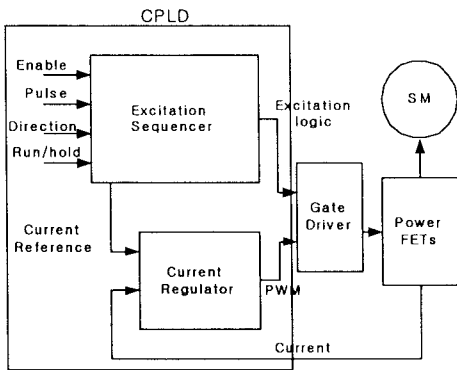 CPLD
Enable
Pulse
Direction
Run/hold
Excitation
Sequencer
Excitation
logic
SM
Gate
Driver
Power
FETs
Current
Reference
Current
Regulator
PWM
Current